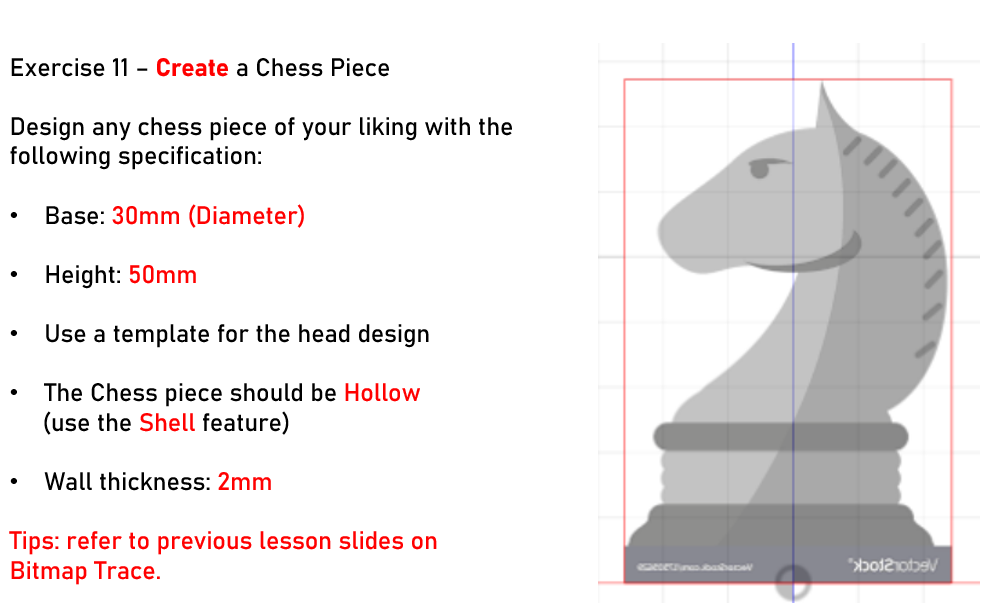 Exercise 11 – Create a Chess Piece
Design any chess piece of your liking with the
following specification:
• Base: 30mm (Diameter)
• Height: 50mm
• Use a template for the head design
• The Chess piece should be Hollow
(use the Shell feature)
• Wall thickness: 2mm
Tips: refer to previous lesson slides on
Bitmap Trace.
VectorStock®